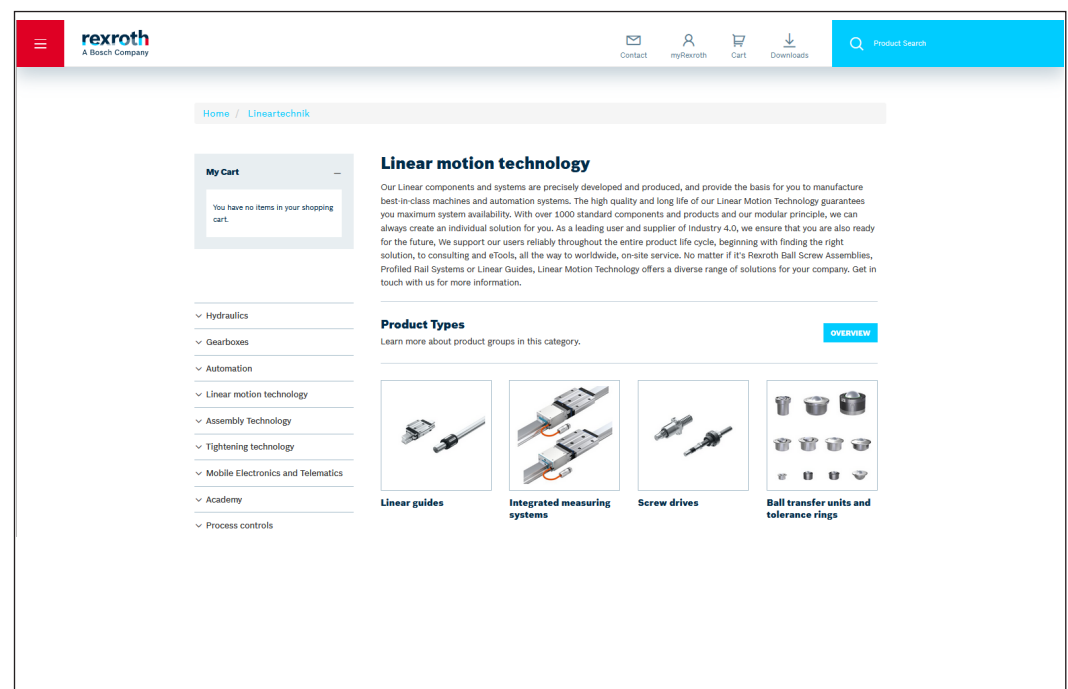 rexroth
A Bosch Company
Contact
myRexroth
Cart
Downloads
Product Search
Home / Lineartechnik
My Cart
You have no items in your shopping
cart.
Hydraulics
Gearboxes
Automation
Linear motion technology
Assembly Technology
Tightening technology
Mobile Electronics and Telematics
Academy
Process controls
Linear motion technology
Our Linear components and systems are precisely developed and produced, and provide the basis for you to manufacture
best-in-class machines and automation systems. The high quality and long life of our Linear Motion Technology guarantees
you maximum system availability. With over 1000 standard components and products and our modular principle, we can
always create an individual solution for you. As a leading user and supplier of Industry 4.0, we ensure that you are also ready
for the future, We support our users reliably throughout the entire product life cycle, beginning with finding the right
solution, to consulting and eTools, all the way to worldwide, on-site service. No matter if it's Rexroth Ball Screw Assemblies,
Profiled Rail Systems or Linear Guides, Linear Motion Technology offers a diverse range of solutions for your company. Get in
touch with us for more information.
Product Types
Learn more about product groups in this category.
OVERVIEW
Linear guides
Integrated measuring
systems
Screw drives
Ball transfer units and
tolerance rings